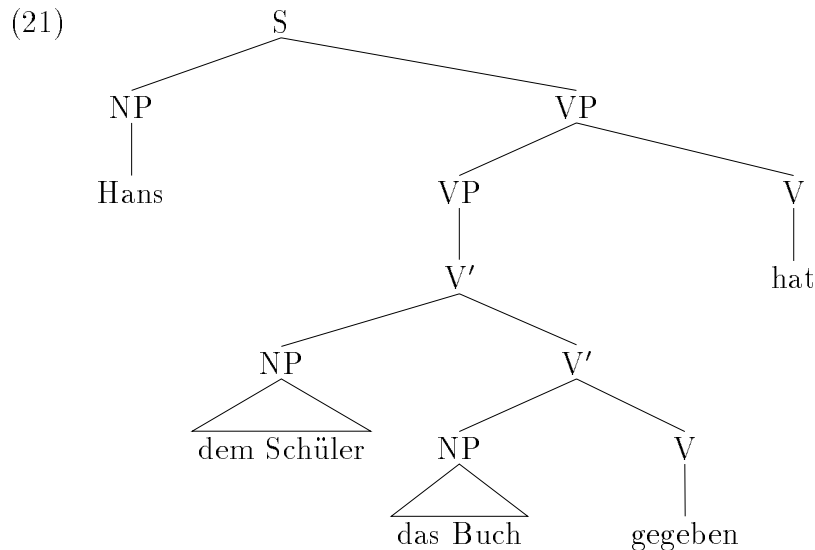 (21) S
NP VP
Hans VP V
V′ hat
NP V′
dem Schüler NP V
das Buch gegeben